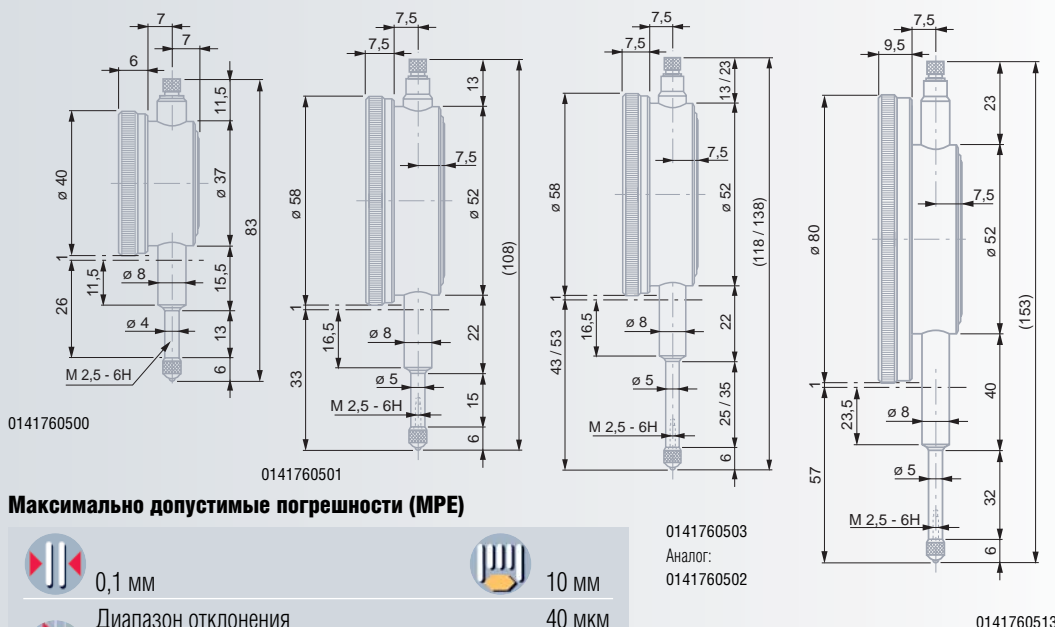 7
7
6
11,5
ø 40
ø 37
83
1
11,5
26
ø 8
15,5
ø 4
13
M 2,5 - 6H
6
0141760500
7,5
7,5
13
7,5
ø 58
ø 52
(108)
1
16,5
33
ø 8
22
ø 5
15
M 2,5 - 6H
6
0141760501
7,5
7,5
13 / 23
7,5
ø 58
ø 52
(118 / 138)
1
16,5
43 / 53
ø 8
22
ø 5
25 / 35
M 2,5 - 6H
6
0141760503
Аналог:
0141760502
7,5
9,5
23
7,5
ø 80
ø 52
(153)
1
23,5
57
ø 8
40
ø 5
32
M 2,5 - 6H
6
0141760513
Максимально допустимые погрешности (MPE)
0,1 мм
10 мм
Диапазон отклонения
40 мкм